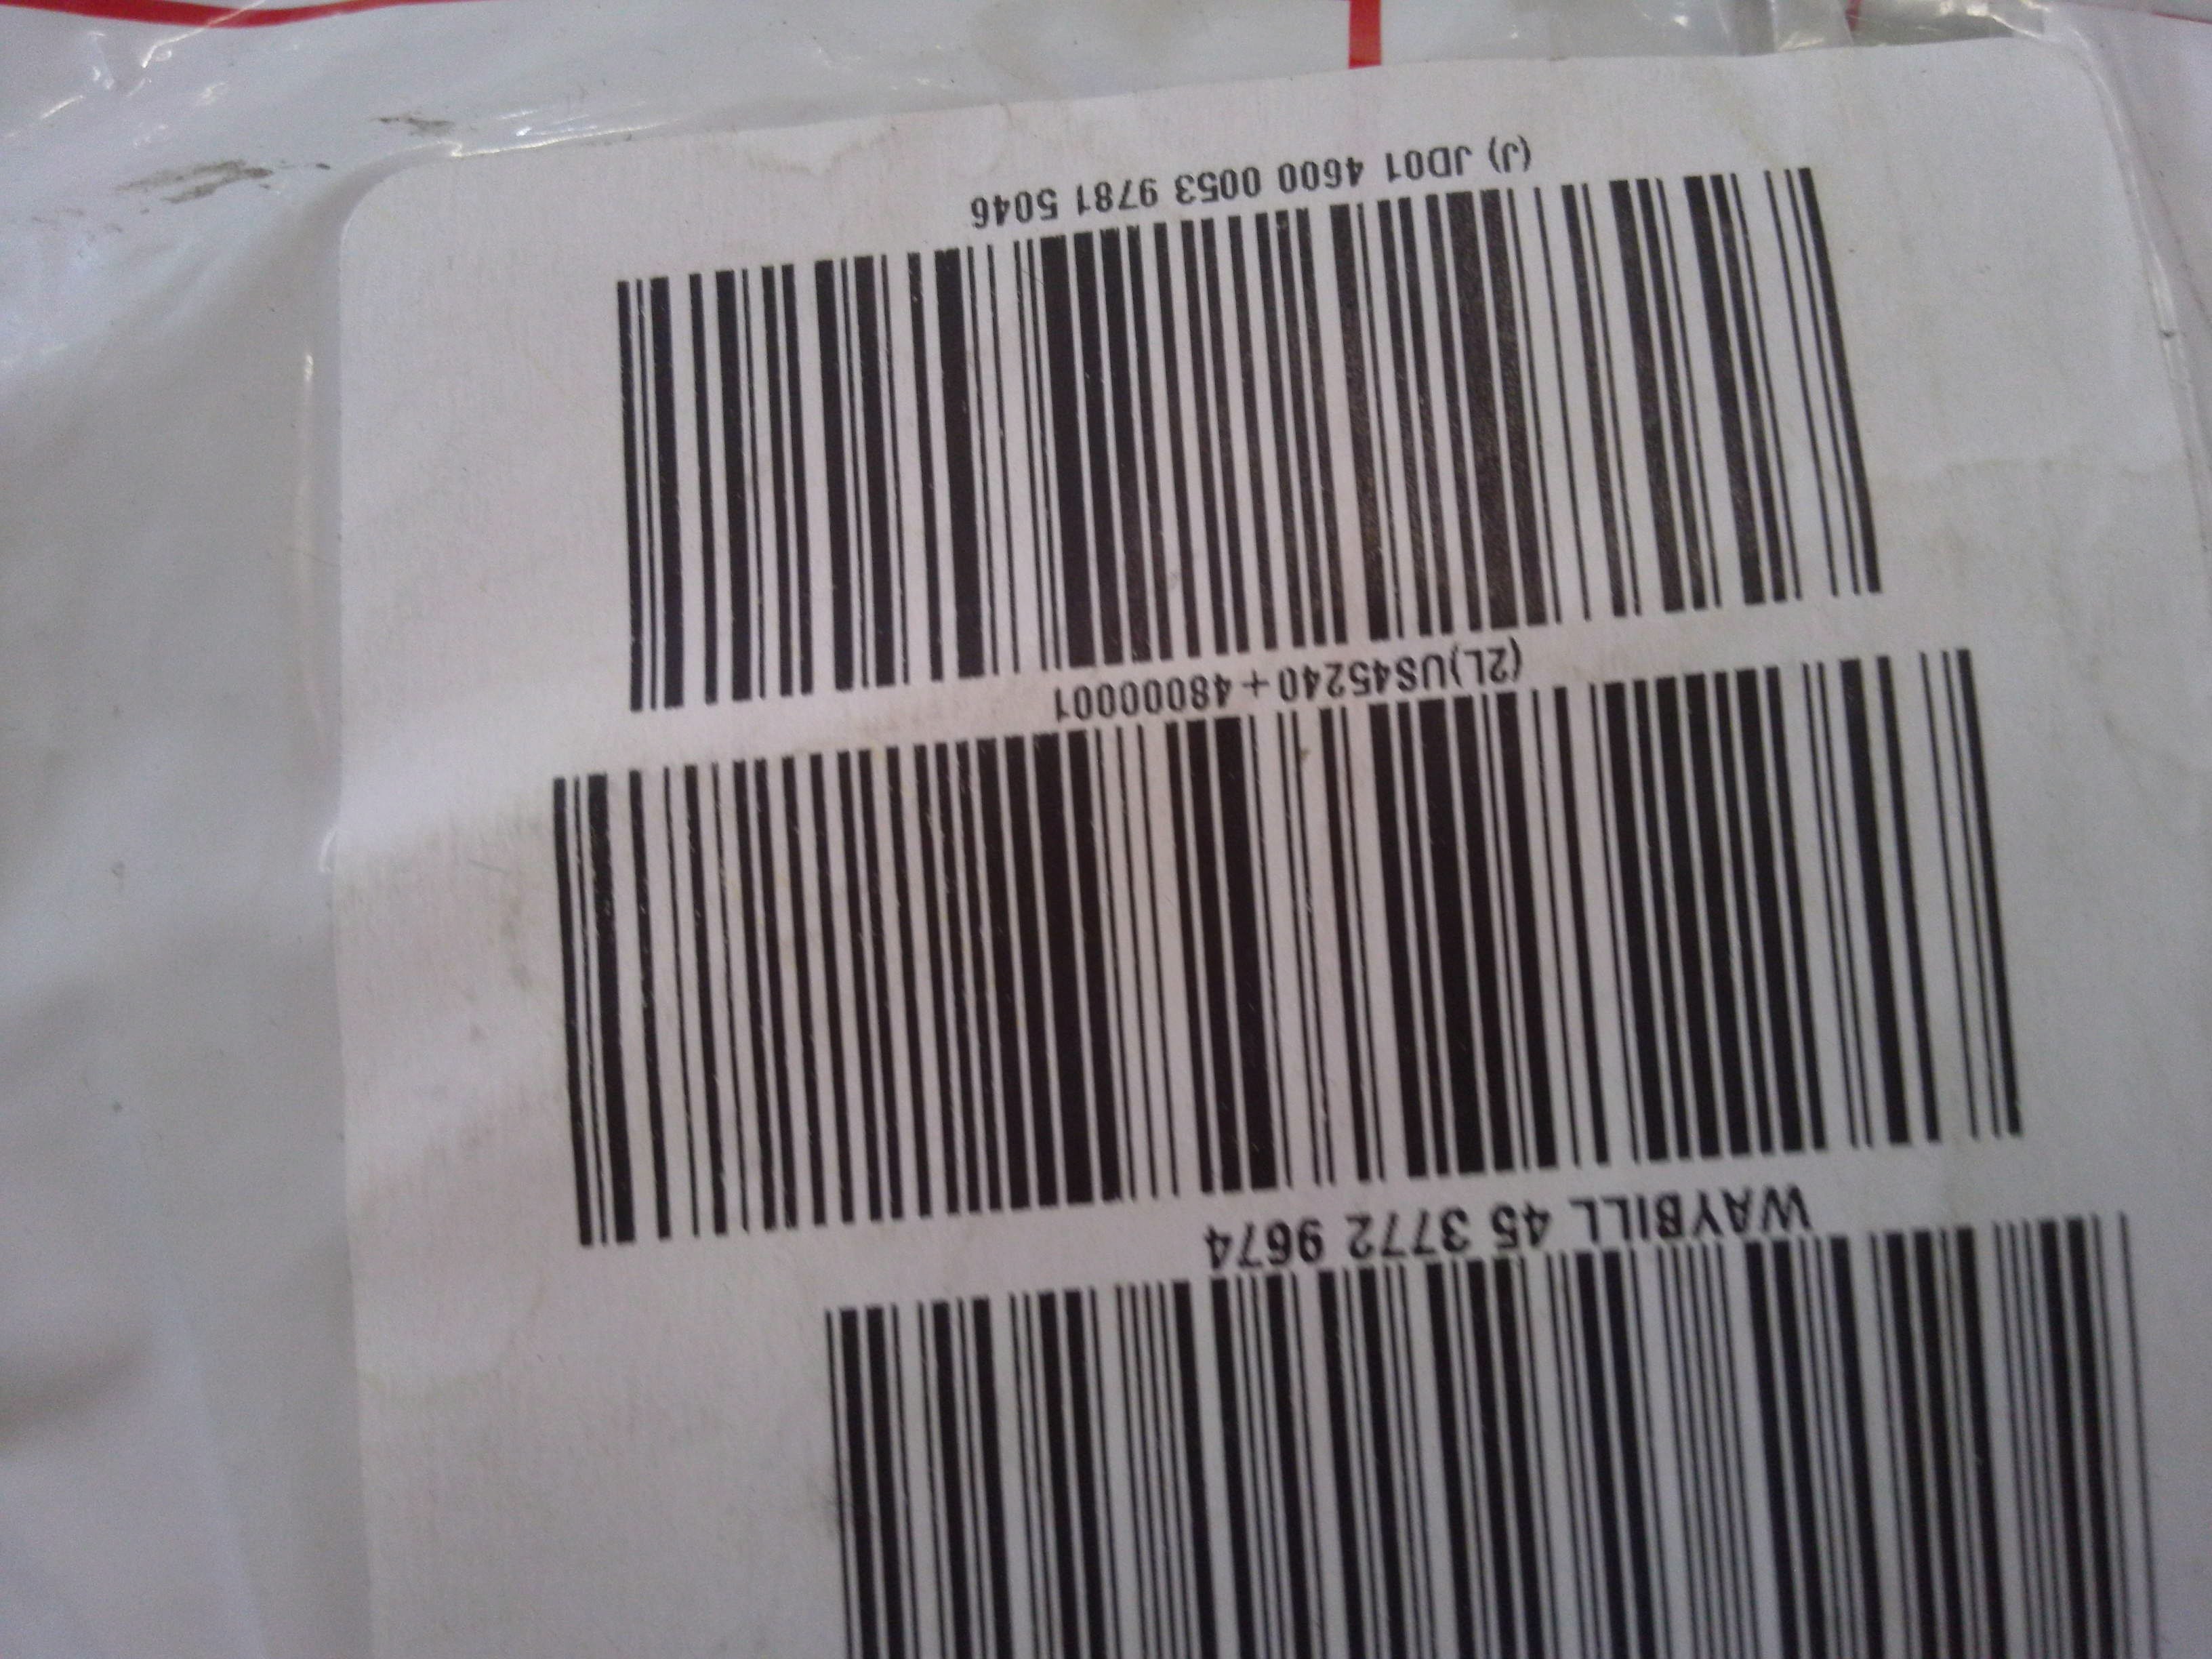 WAYBILL 45 3772 9674
(2L)US45240+48000001
(J) JD01 4600 0053 9781 5046